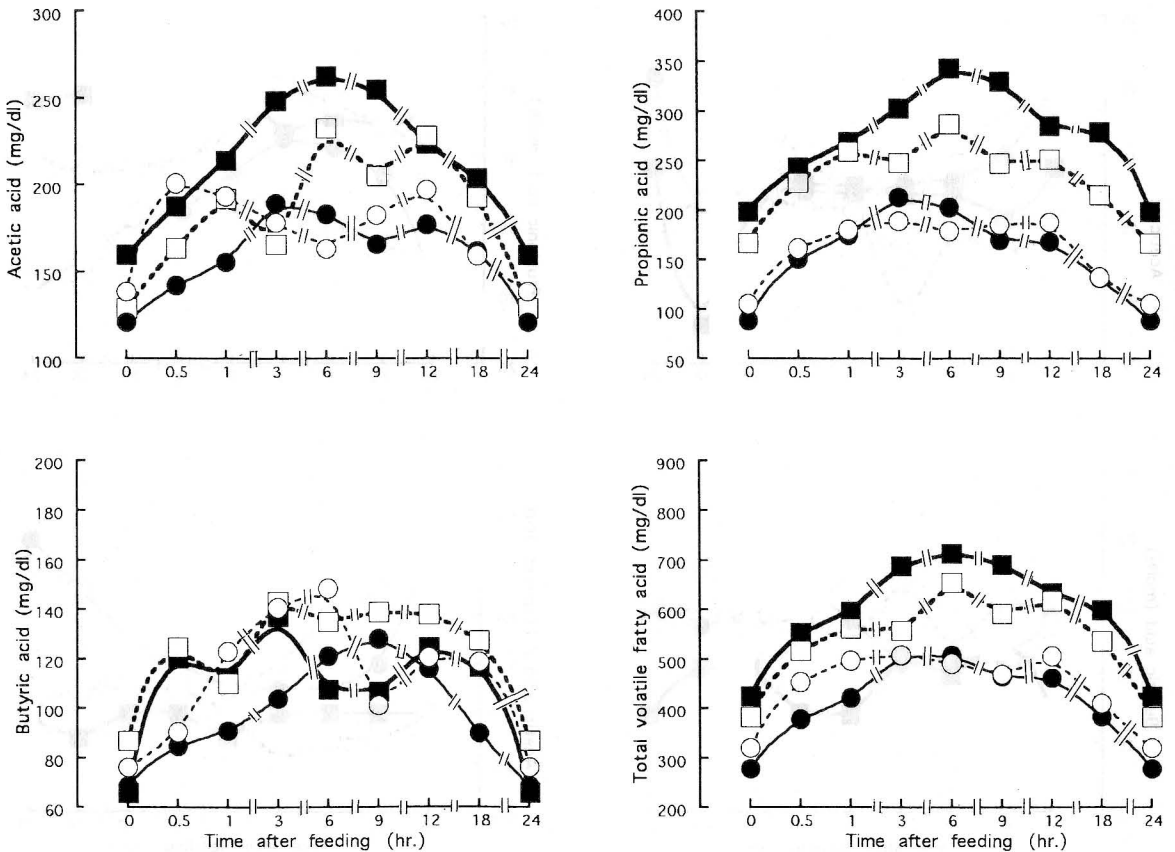 300
250
200
150
100
Acetic acid (mg/dl)
0 0.5 1 3 6 9 12 18 24
400
350
300
250
200
150
100
50
Propionic acid (mg/dl)
0 0.5 1 3 6 9 12 18 24
200
180
160
140
120
100
80
60
Butyric acid (mg/dl)
0 0.5 1 3 6 9 12 18 24
Time after feeding (hr.)
900
800
700
600
500
400
300
200
Total volatile fatty acid (mg/dl)
0 0.5 1 3 6 9 12 18 24
Time after feeding (hr.)